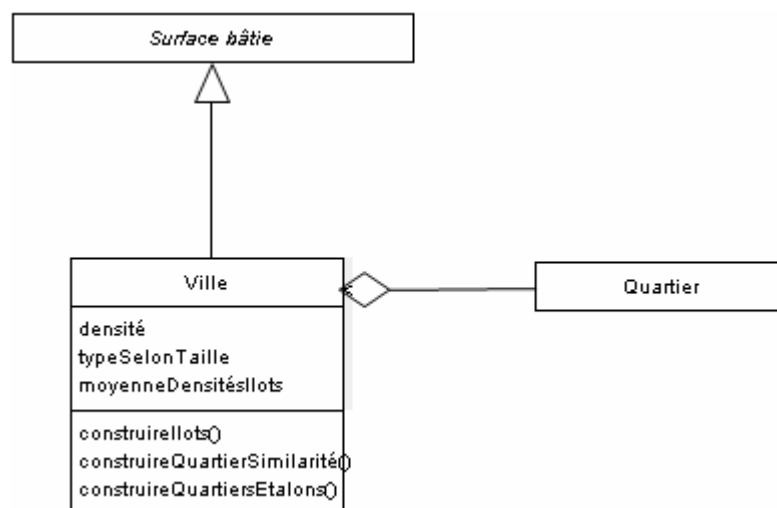 Surface bâtie
Ville
Quartier
densité
typeSelonTaille
moyenneDensitésIlots
construireIlots()
construireQuartierSimilarité()
construireQuartiersEtalons()